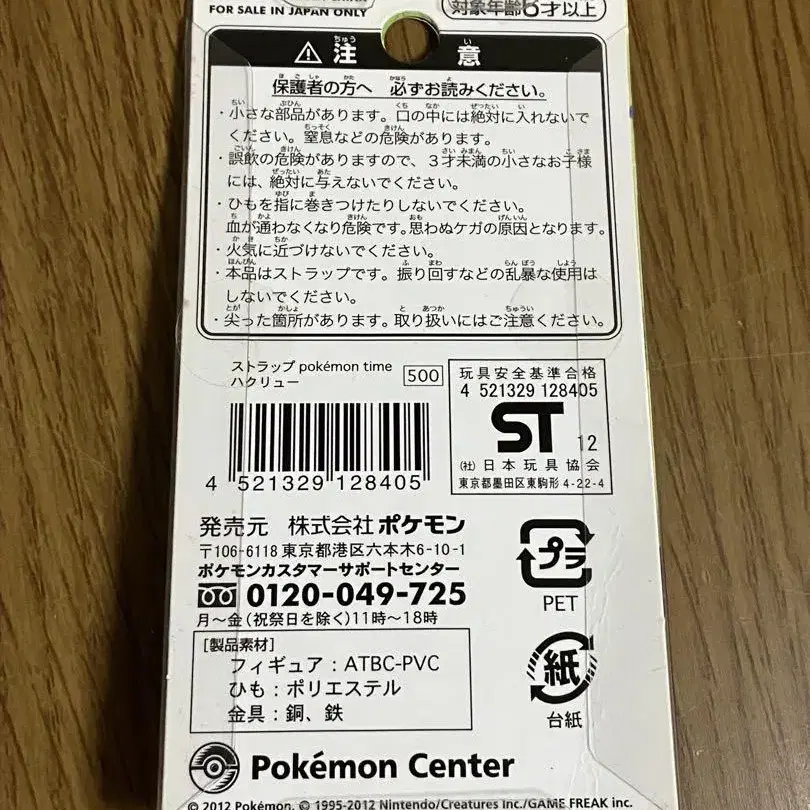 FOR SALE IN JAPAN ONLY
対象年齢6才以上
⚠注意
保護者の方へ 必ずお読みください。
・小さな部品があります。口の中には絶対に入れないで
ください。窒息などの危険があります。
・誤飲の危険がありますので、3才未満の小さなお子様
には、絶対に与えないでください。
・ひもを指に巻きつけたりしないでください。
血が通わなくなり危険です。思わぬケガの原因となります。
・火気に近づけないでください。
・本品はストラップです。振り回すなどの乱暴な使用は
しないでください。
・尖った箇所があります。取り扱いにはご注意ください。
ストラップ pokémon time
ハクリュー
500
4 521329 128405
玩具安全基準合格
4 521329 128405
ST 12
(社)日本玩具協会
東京都墨田区東駒形 4-22-4
発売元 株式会社ポケモン
〒106-6118 東京都港区六本木6-10-1
ポケモンカスタマーサポートセンター
0120-049-725
月〜金(祝祭日を除く)11時〜18時
[製品素材]
フィギュア:ATBC-PVC
ひも:ポリエステル
金具:銅、鉄
プラ
PET
紙
台紙
Pokémon Center
© 2012 Pokémon. © 1995-2012 Nintendo/Creatures Inc./GAME FREAK inc.